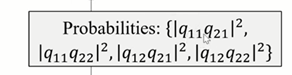 Probabilities: {|q₁₁q₂₁|²,
|q₁₁q₂₂|², |q₁₂q₂₁|², |q₁₂q₂₂|²}